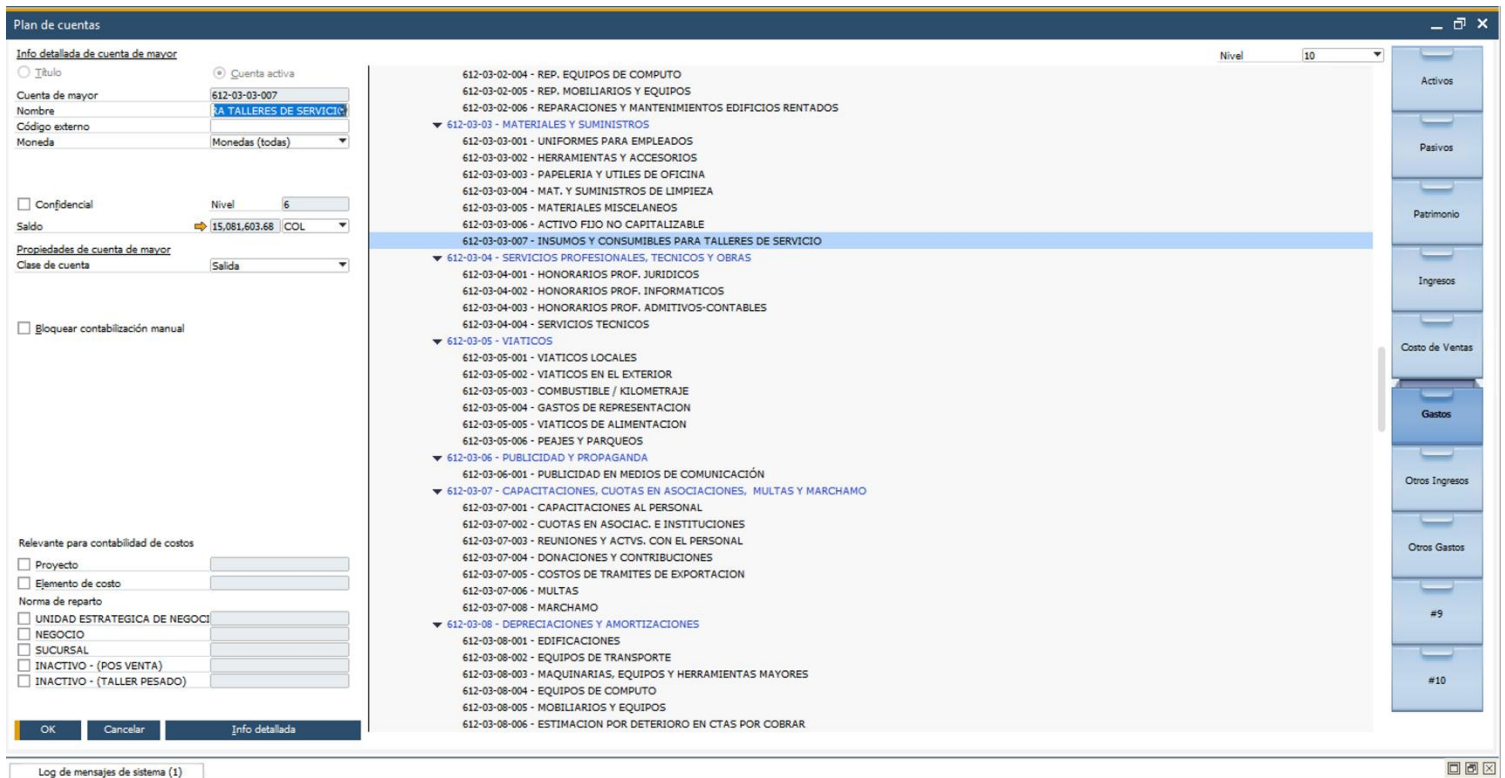 Plan de cuentas
Info detallada de cuenta de mayor
Título
Cuenta activa
Cuenta de mayor 612-03-03-007
Nombre RA TALLERES DE SERVICIO
Código externo
Moneda Monedas (todas)
Confidencial Nivel 6
Saldo 15,081,603.68 COL
Propiedades de cuenta de mayor
Clase de cuenta Salida
Bloquear contabilización manual
Relevante para contabilidad de costos
Proyecto
Elemento de costo
Norma de reparto
UNIDAD ESTRATEGICA DE NEGOCI
NEGOCIO
SUCURSAL
INACTIVO - (POS VENTA)
INACTIVO - (TALLER PESADO)
OK Cancelar Info detallada
Nivel 10
612-03-02-004 - REP. EQUIPOS DE COMPUTO
612-03-02-005 - REP. MOBILIARIOS Y EQUIPOS
612-03-02-006 - REPARACIONES Y MANTENIMIENTOS EDIFICIOS RENTADOS
612-03-03 - MATERIALES Y SUMINISTROS
612-03-03-001 - UNIFORMES PARA EMPLEADOS
612-03-03-002 - HERRAMIENTAS Y ACCESORIOS
612-03-03-003 - PAPELERIA Y UTILES DE OFICINA
612-03-03-004 - MAT. Y SUMINISTROS DE LIMPIEZA
612-03-03-005 - MATERIALES MISCELANEOS
612-03-03-006 - ACTIVO FIJO NO CAPITALIZABLE
612-03-03-007 - INSUMOS Y CONSUMIBLES PARA TALLERES DE SERVICIO
612-03-04 - SERVICIOS PROFESIONALES, TECNICOS Y OBRAS
612-03-04-001 - HONORARIOS PROF. JURIDICOS
612-03-04-002 - HONORARIOS PROF. INFORMATICOS
612-03-04-003 - HONORARIOS PROF. ADMITIVOS-CONTABLES
612-03-04-004 - SERVICIOS TECNICOS
612-03-05 - VIATICOS
612-03-05-001 - VIATICOS LOCALES
612-03-05-002 - VIATICOS EN EL EXTERIOR
612-03-05-003 - COMBUSTIBLE / KILOMETRAJE
612-03-05-004 - GASTOS DE REPRESENTACION
612-03-05-005 - VIATICOS DE ALIMENTACION
612-03-05-006 - PEAJES Y PARQUEOS
612-03-06 - PUBLICIDAD Y PROPAGANDA
612-03-06-001 - PUBLICIDAD EN MEDIOS DE COMUNICACIÓN
612-03-07 - CAPACITACIONES, CUOTAS EN ASOCIACIONES, MULTAS Y MARCHAMO
612-03-07-001 - CAPACITACIONES AL PERSONAL
612-03-07-002 - CUOTAS EN ASOCIAC. E INSTITUCIONES
612-03-07-003 - REUNIONES Y ACTVS. CON EL PERSONAL
612-03-07-004 - DONACIONES Y CONTRIBUCIONES
612-03-07-005 - COSTOS DE TRAMITES DE EXPORTACION
612-03-07-006 - MULTAS
612-03-07-008 - MARCHAMO
612-03-08 - DEPRECIACIONES Y AMORTIZACIONES
612-03-08-001 - EDIFICACIONES
612-03-08-002 - EQUIPOS DE TRANSPORTE
612-03-08-003 - MAQUINARIAS, EQUIPOS Y HERRAMIENTAS MAYORES
612-03-08-004 - EQUIPOS DE COMPUTO
612-03-08-005 - MOBILIARIOS Y EQUIPOS
612-03-08-006 - ESTIMACION POR DETERIORO EN CTAS POR COBRAR
Activos
Pasivos
Patrimonio
Ingresos
Costo de Ventas
Gastos
Otros Ingresos
Otros Gastos
#9
#10
Log de mensajes de sistema (1)